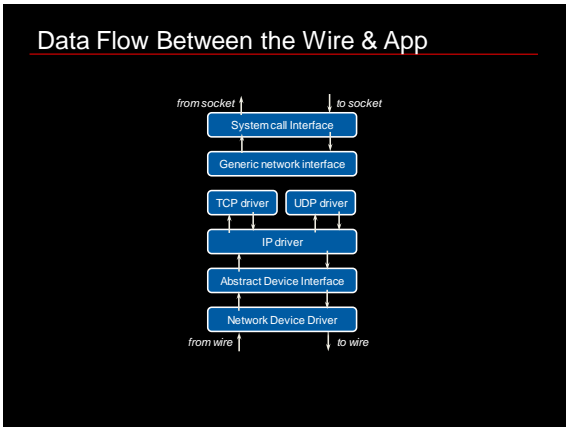 Data Flow Between the Wire & App
from socket to socket
System call Interface
Generic network interface
TCP driver UDP driver
IP driver
Abstract Device Interface
Network Device Driver
from wire to wire